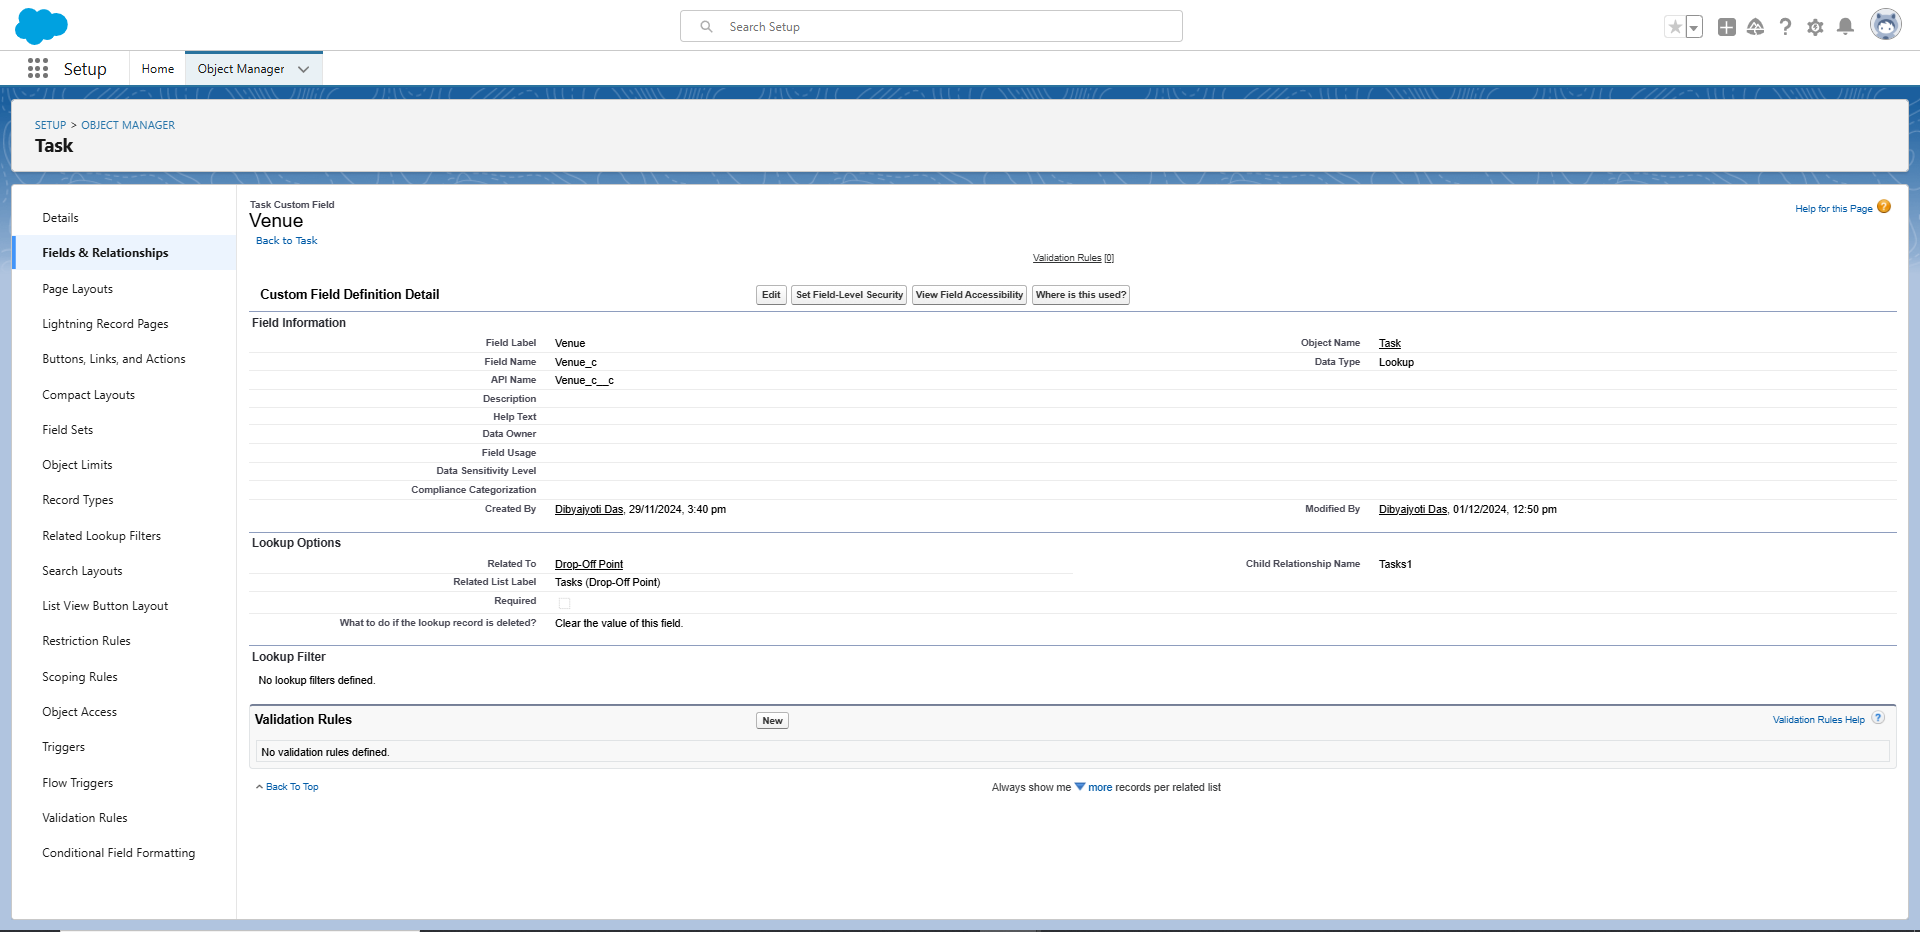 Search Setup
Setup
Home
Object Manager
SETUP > OBJECT MANAGER
Task
Details
Fields & Relationships
Page Layouts
Lightning Record Pages
Buttons, Links, and Actions
Compact Layouts
Field Sets
Object Limits
Record Types
Related Lookup Filters
Search Layouts
List View Button Layout
Restriction Rules
Scoping Rules
Object Access
Triggers
Flow Triggers
Validation Rules
Conditional Field Formatting
Task Custom Field
Venue
Back to Task
Help for this Page ?
Validation Rules [0]
Custom Field Definition Detail Edit Set Field-Level Security View Field Accessibility Where is this used?
Field Information
Field Label Venue Object Name Task
Field Name Venue_c Data Type Lookup
API Name Venue_c__c
Description
Help Text
Data Owner
Field Usage
Data Sensitivity Level
Compliance Categorization
Created By Dibyajyoti Das, 29/11/2024, 3:40 pm Modified By Dibyajyoti Das, 01/12/2024, 12:50 pm
Lookup Options
Related To Drop-Off Point Child Relationship Name Tasks1
Related List Label Tasks (Drop-Off Point)
Required
What to do if the lookup record is deleted? Clear the value of this field.
Lookup Filter
No lookup filters defined.
Validation Rules New Validation Rules Help ?
No validation rules defined.
Back To Top Always show me more records per related list